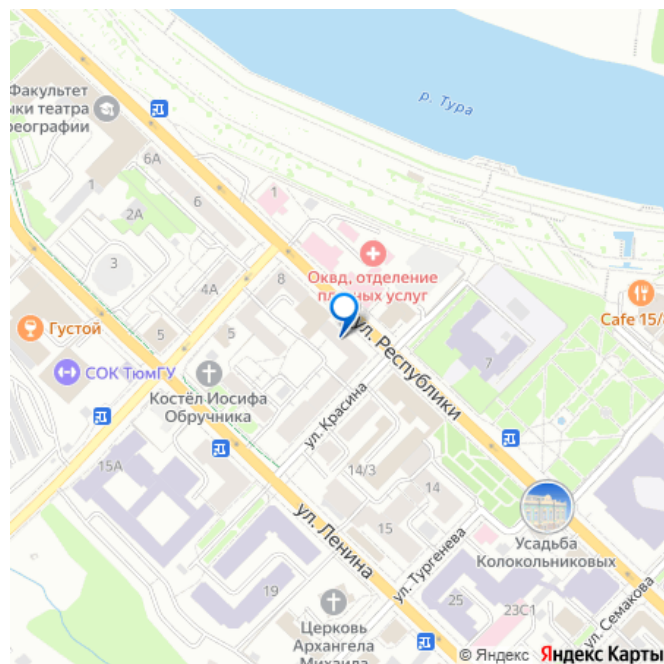 р. Тура
Факультет
ыки театра
реографии
6А
1
6
2А
1
3
4А
8
Оквд, отделение
платных услуг
Cafe 15/
Густой
5
5
СОК ТюмГУ
Костёл Иосифа
Обручника
ул. Республики
7
ул. Красина
15А
14/3
14
15
ул. Ленина
Усадьба
Колокольниковых
ул. Тургенева
19
25
23С1
ул. Семакова
Церковь
Архангела
Михаила
© Яндекс Яндекс Карты